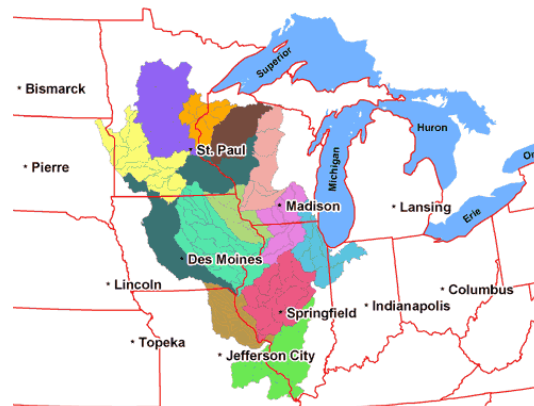 Superior
Bismarck
Huron
St. Paul
On
Pierre
Michigan
Madison
Lansing
Erie
Des Moines
Lincoln
Columbus
Indianapolis
Springfield
Topeka
Jefferson City